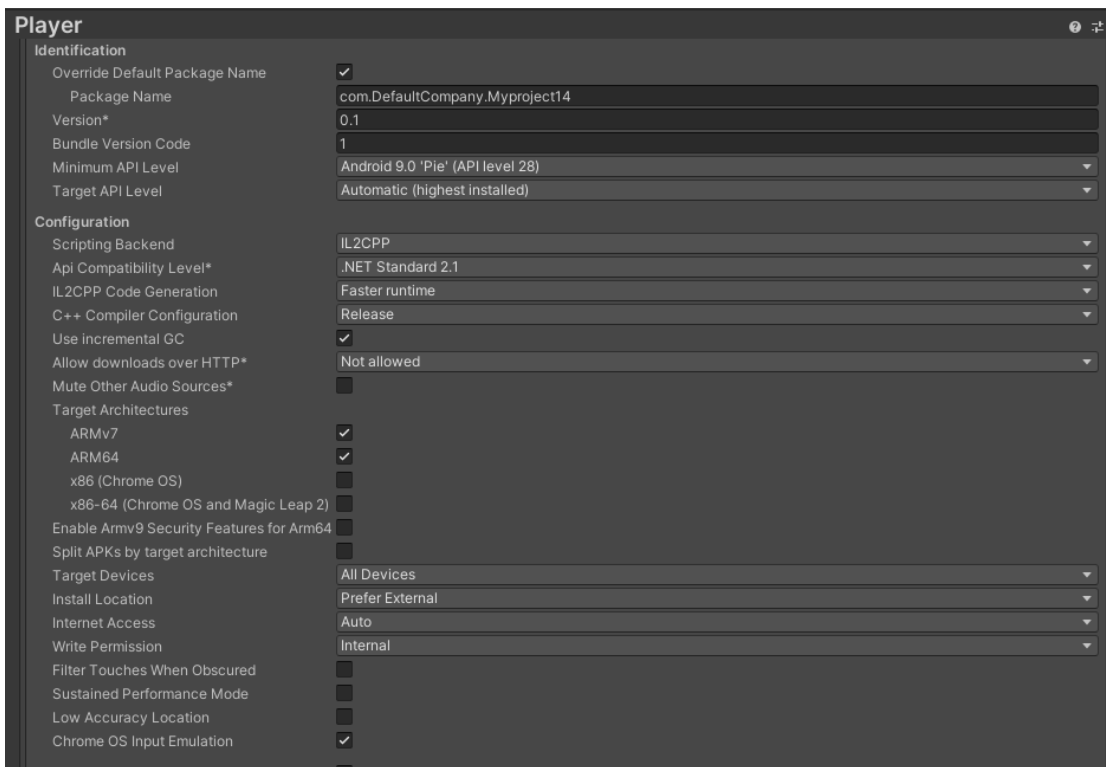 Player
Identification
Override Default Package Name
Package Name com.DefaultCompany.Myproject14
Version* 0.1
Bundle Version Code 1
Minimum API Level Android 9.0 'Pie' (API level 28)
Target API Level Automatic (highest installed)
Configuration
Scripting Backend IL2CPP
Api Compatibility Level* .NET Standard 2.1
IL2CPP Code Generation Faster runtime
C++ Compiler Configuration Release
Use incremental GC
Allow downloads over HTTP* Not allowed
Mute Other Audio Sources*
Target Architectures
ARMv7
ARM64
x86 (Chrome OS)
x86-64 (Chrome OS and Magic Leap 2)
Enable Armv9 Security Features for Arm64
Split APKs by target architecture
Target Devices All Devices
Install Location Prefer External
Internet Access Auto
Write Permission Internal
Filter Touches When Obscured
Sustained Performance Mode
Low Accuracy Location
Chrome OS Input Emulation